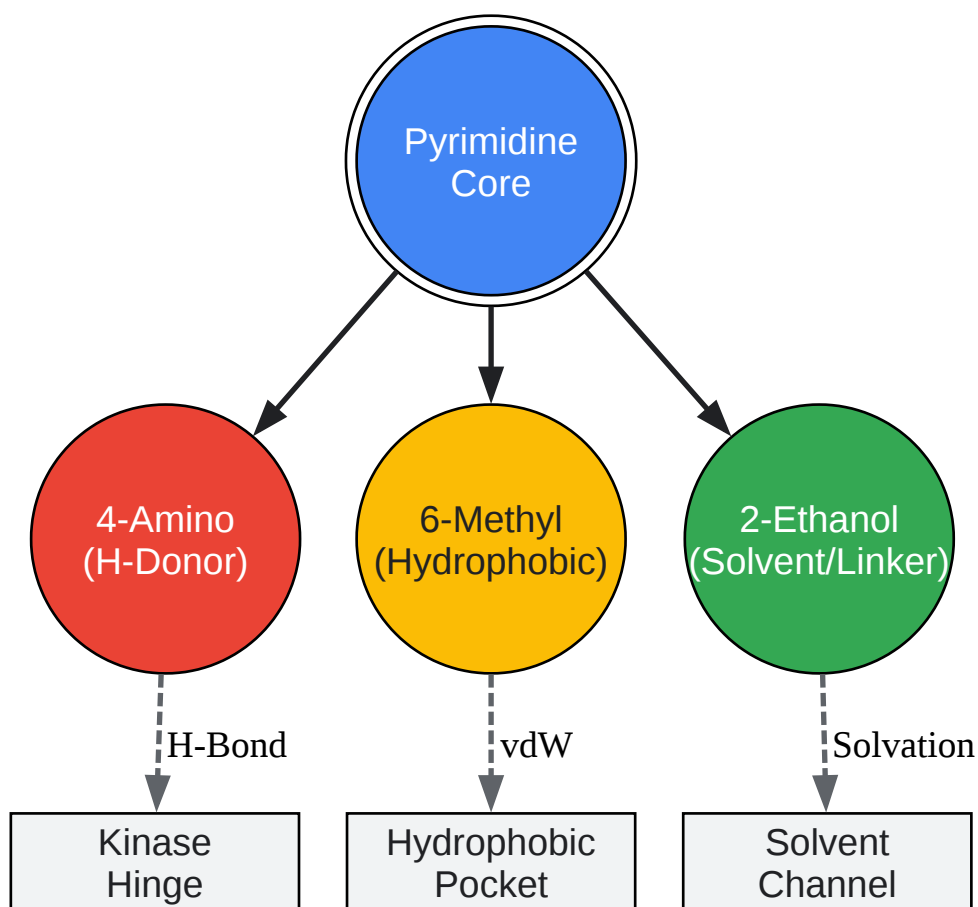 Pyrimidine
Core
4-Amino
(H-Donor)
6-Methyl
(Hydrophobic)
2-Ethanol
(Solvent/Linker)
H-Bond
vdW
Solvation
Kinase
Hinge
Hydrophobic
Pocket
Solvent
Channel